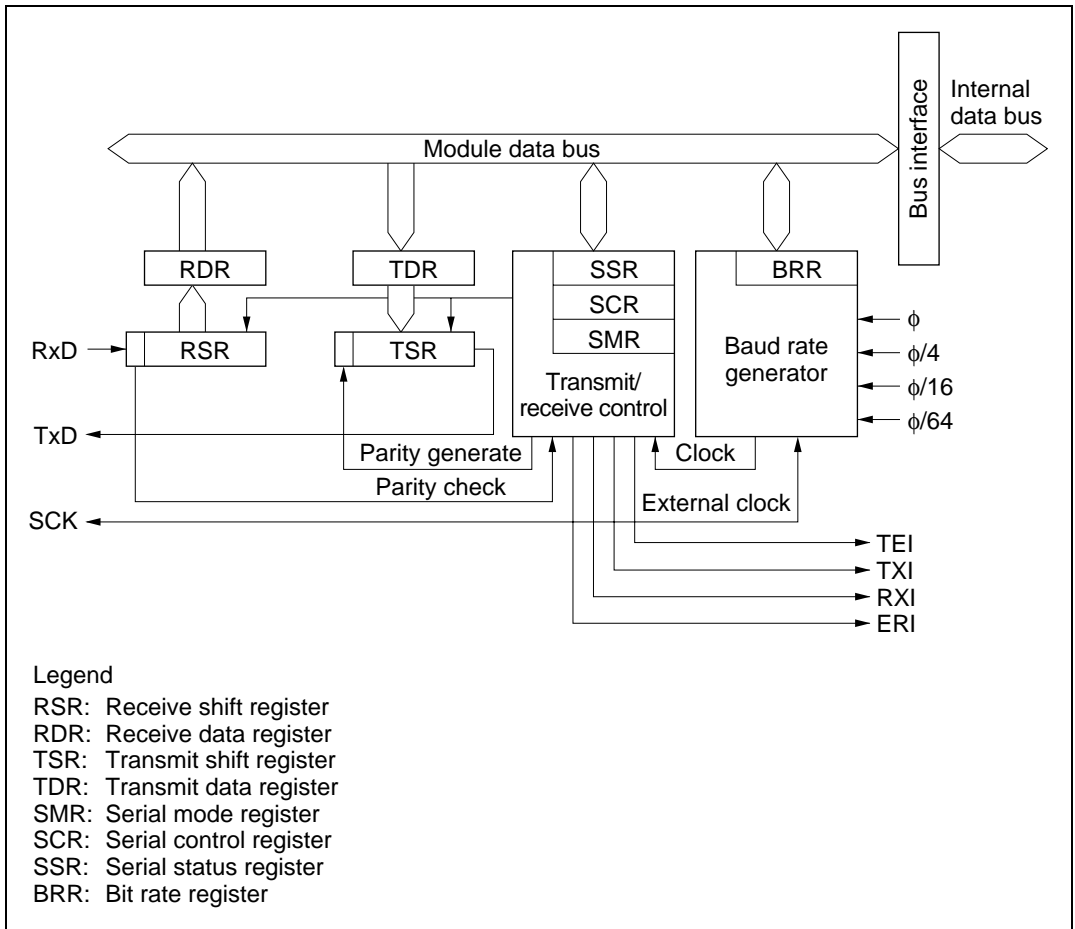 Internal
data bus
Bus interface
Module data bus
RDR
TDR
SSR
BRR
SCR
SMR
RxD
RSR
TSR
Transmit/
receive control
Baud rate
generator
ϕ
ϕ/4
ϕ/16
ϕ/64
TxD
Parity generate
Clock
Parity check
External clock
SCK
TEI
TXI
RXI
ERI
Legend
RSR: Receive shift register
RDR: Receive data register
TSR: Transmit shift register
TDR: Transmit data register
SMR: Serial mode register
SCR: Serial control register
SSR: Serial status register
BRR: Bit rate register